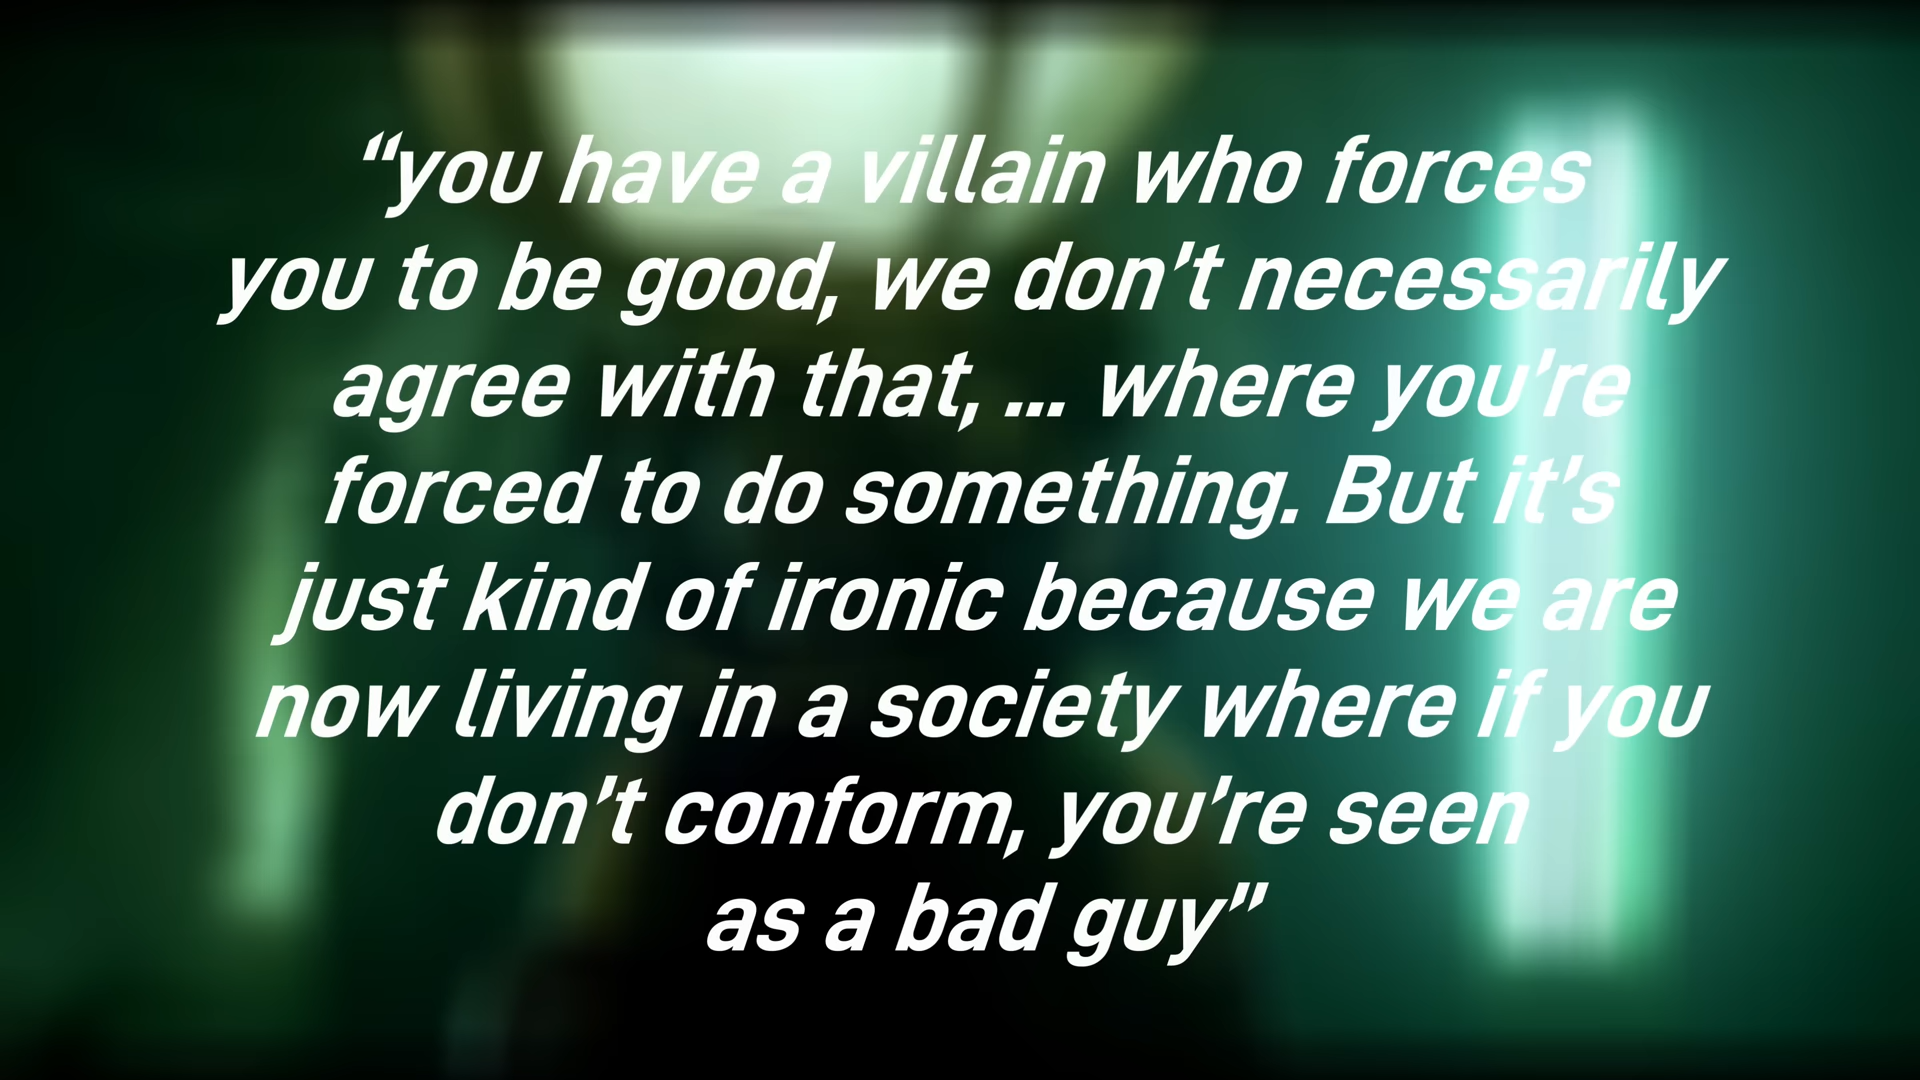 “you have a villain who forces
you to be good, we don’t necessarily
agree with that, ... where you’re
forced to do something. But it’s
just kind of ironic because we are
now living in a society where if you
don’t conform, you’re seen
as a bad guy”